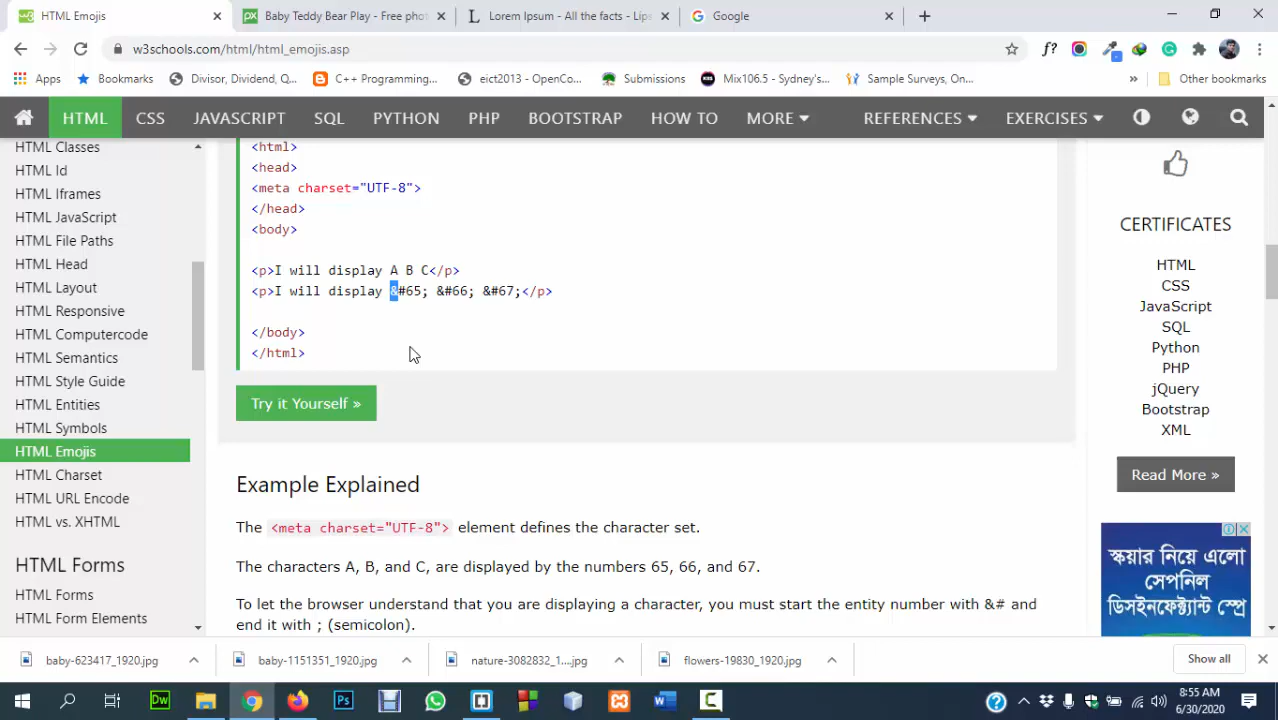 HTML Emojis
Baby Teddy Bear Play - Free phot
Lorem Ipsum - All the facts - Lips
Google
w3schools.com/html/html_emojis.asp
f?
Apps
Bookmarks
Divisor, Dividend, Q...
C++ Programming...
eict2013 - OpenCo...
Submissions
Mix106.5 - Sydney's...
Sample Surveys, On...
»
Other bookmarks
HTML
CSS
JAVASCRIPT
SQL
PYTHON
PHP
BOOTSTRAP
HOW TO
MORE
REFERENCES
EXERCISES
HTML Classes
HTML Id
HTML Iframes
HTML JavaScript
HTML File Paths
HTML Head
HTML Layout
HTML Responsive
HTML Computercode
HTML Semantics
HTML Style Guide
HTML Entities
HTML Symbols
HTML Emojis
HTML Charset
HTML URL Encode
HTML vs. XHTML
HTML Forms
HTML Forms
HTML Form Elements
<html>
<head>
<meta charset="UTF-8">
</head>
<body>
<p>I will display A B C</p>
<p>I will display &#65; &#66; &#67;</p>
</body>
</html>
Try it Yourself »
Example Explained
The <meta charset="UTF-8"> element defines the character set.
The characters A, B, and C, are displayed by the numbers 65, 66, and 67.
To let the browser understand that you are displaying a character, you must start the entity number with &# and
end it with ; (semicolon).
CERTIFICATES
HTML
CSS
JavaScript
SQL
Python
PHP
jQuery
Bootstrap
XML
Read More »
স্কয়ার নিয়ে এলো
সেপনিল
ডিসইনফেক্ট্যান্ট স্প্রে
baby-623417_1920.jpg
baby-1151351_1920.jpg
nature-3082832_1....jpg
flowers-19830_1920.jpg
Show all
Dw
Ps
8:55 AM
6/30/2020